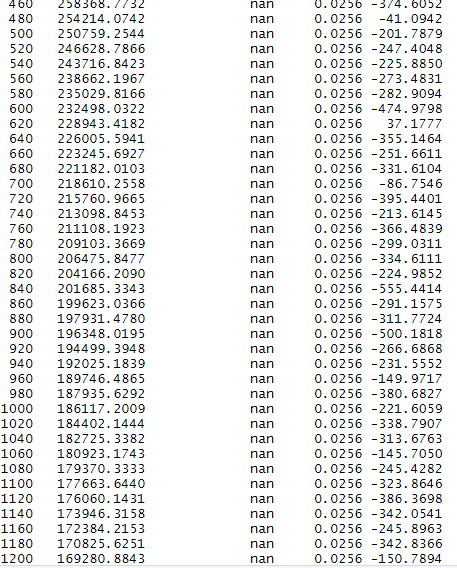 460 258368.7732 nan 0.0256 -374.6052
480 254214.0742 nan 0.0256 -41.0942
500 250759.2544 nan 0.0256 -201.7879
520 246628.7866 nan 0.0256 -247.4048
540 243716.8423 nan 0.0256 -225.8850
560 238662.1967 nan 0.0256 -273.4831
580 235029.8166 nan 0.0256 -282.9094
600 232498.0322 nan 0.0256 -474.9798
620 228943.4182 nan 0.0256 37.1777
640 226005.5941 nan 0.0256 -355.1464
660 223245.6927 nan 0.0256 -251.6611
680 221182.0103 nan 0.0256 -331.6104
700 218610.2558 nan 0.0256 -86.7546
720 215760.9665 nan 0.0256 -395.4401
740 213098.8453 nan 0.0256 -213.6145
760 211108.1923 nan 0.0256 -366.4839
780 209103.3669 nan 0.0256 -299.0311
800 206475.8477 nan 0.0256 -334.6111
820 204166.2090 nan 0.0256 -224.9852
840 201685.3343 nan 0.0256 -555.4414
860 199623.0366 nan 0.0256 -291.1575
880 197931.4780 nan 0.0256 -311.7724
900 196348.0195 nan 0.0256 -500.1818
920 194499.3948 nan 0.0256 -266.6868
940 192025.1839 nan 0.0256 -231.5552
960 189746.4865 nan 0.0256 -149.9717
980 187935.6292 nan 0.0256 -380.6827
1000 186117.2009 nan 0.0256 -221.6059
1020 184402.1444 nan 0.0256 -338.7907
1040 182725.3382 nan 0.0256 -313.6763
1060 180923.1743 nan 0.0256 -145.7050
1080 179370.3333 nan 0.0256 -245.4282
1100 177663.6440 nan 0.0256 -323.8646
1120 176060.1431 nan 0.0256 -386.3698
1140 173946.3158 nan 0.0256 -342.0541
1160 172384.2153 nan 0.0256 -245.8963
1180 170825.6251 nan 0.0256 -342.8366
1200 169280.8843 nan 0.0256 -150.7894